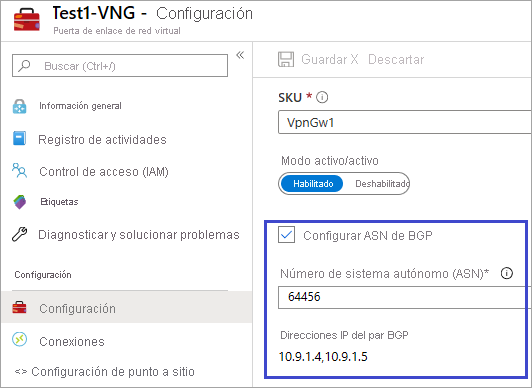 Test1-VNG - Configuración
Puerta de enlace de red virtual
Buscar (Ctrl+/)
«
Información general
Registro de actividades
Control de acceso (IAM)
Etiquetas
Diagnosticar y solucionar problemas
Configuración
Configuración
Conexiones
<> Configuración de punto a sitio
Guardar X Descartar
SKU *
VpnGw1
Modo activo/activo
Habilitado Deshabilitado
Configurar ASN de BGP
Número de sistema autónomo (ASN)*
64456
Direcciones IP del par BGP
10.9.1.4,10.9.1.5